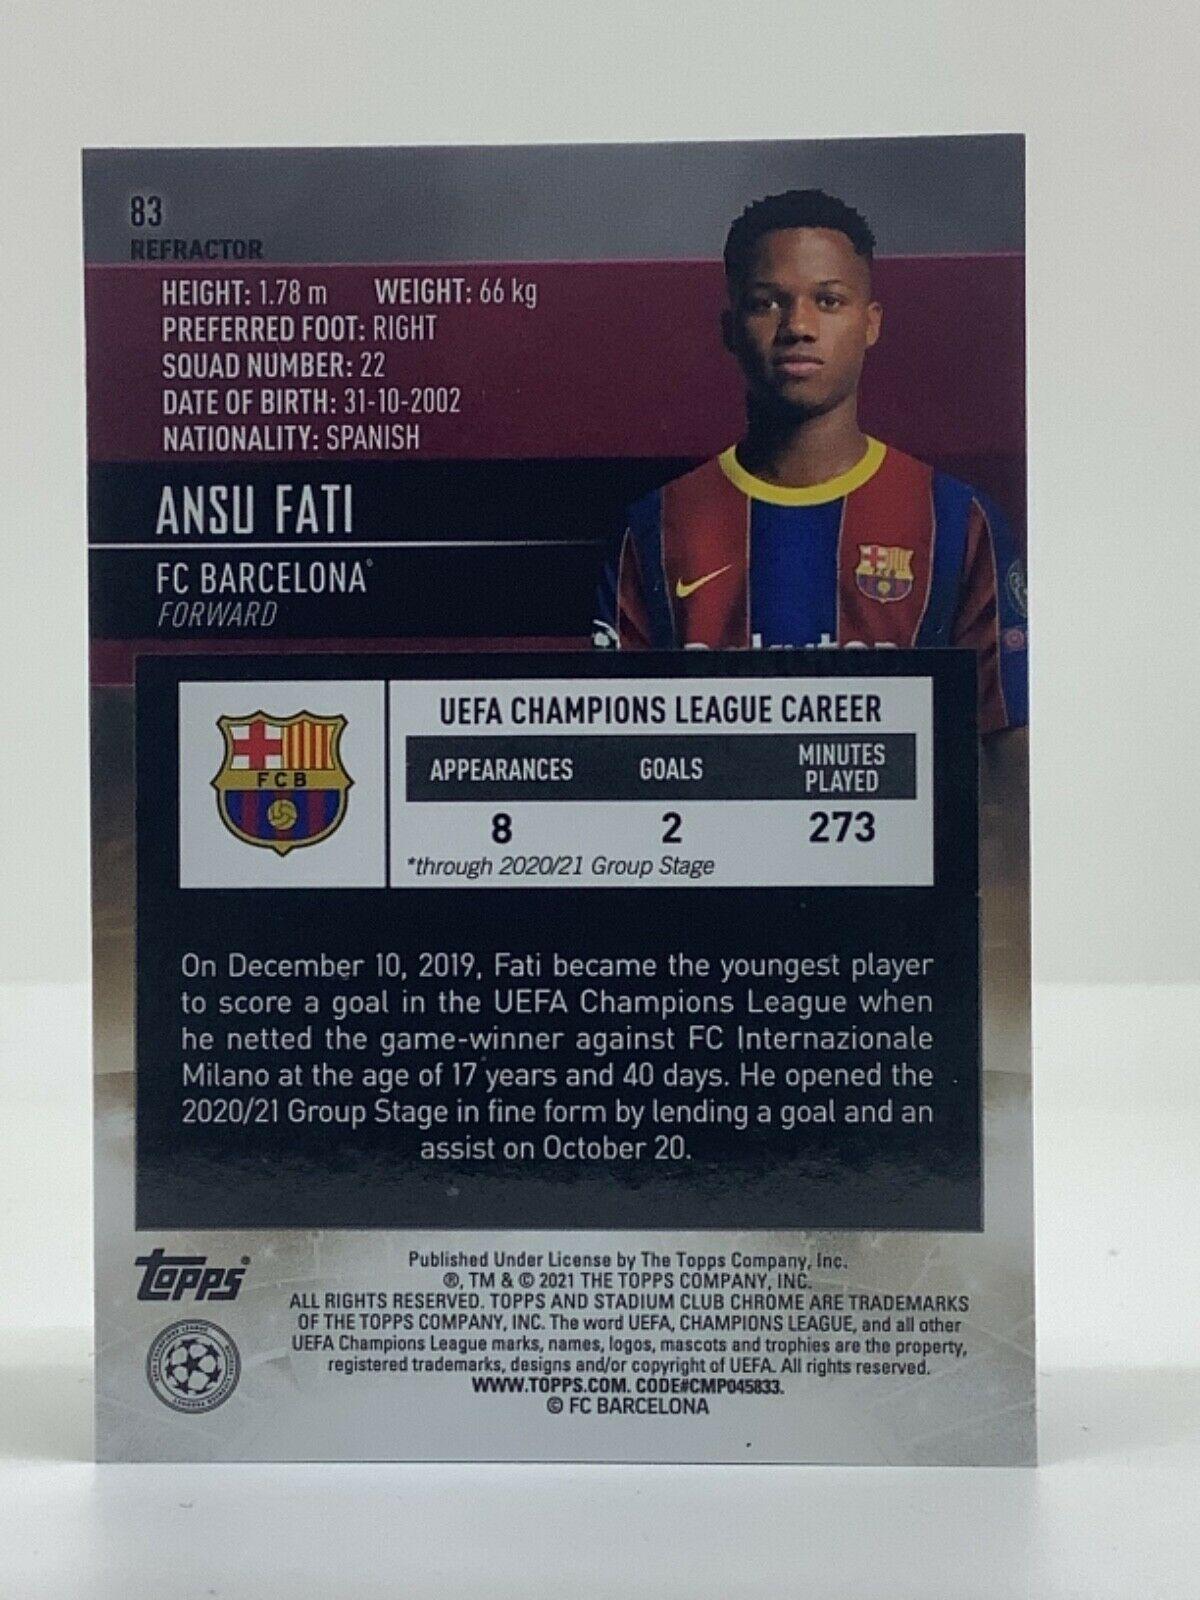 83
REFRACTOR
HEIGHT: 1.78 m WEIGHT: 66 kg
PREFERRED FOOT: RIGHT
SQUAD NUMBER: 22
DATE OF BIRTH: 31-10-2002
NATIONALITY: SPANISH
ANSU FATI
FC BARCELONA
FORWARD
FCB
UEFA CHAMPIONS LEAGUE CAREER
APPEARANCES GOALS MINUTES PLAYED
8 2 273
*through 2020/21 Group Stage
On December 10, 2019, Fati became the youngest player
to score a goal in the UEFA Champions League when
he netted the game-winner against FC Internazionale
Milano at the age of 17 years and 40 days. He opened the
2020/21 Group Stage in fine form by lending a goal and an
assist on October 20.
topps®
Published Under License by The Topps Company, Inc.
®, TM & © 2021 THE TOPPS COMPANY, INC.
ALL RIGHTS RESERVED. TOPPS AND STADIUM CLUB CHROME ARE TRADEMARKS
OF THE TOPPS COMPANY, INC. The word UEFA, CHAMPIONS LEAGUE, and all other
UEFA Champions League marks, names, logos, mascots and trophies are the property,
registered trademarks, designs and/or copyright of UEFA. All rights reserved.
WWW.TOPPS.COM. CODE#CMP045833.
© FC BARCELONA